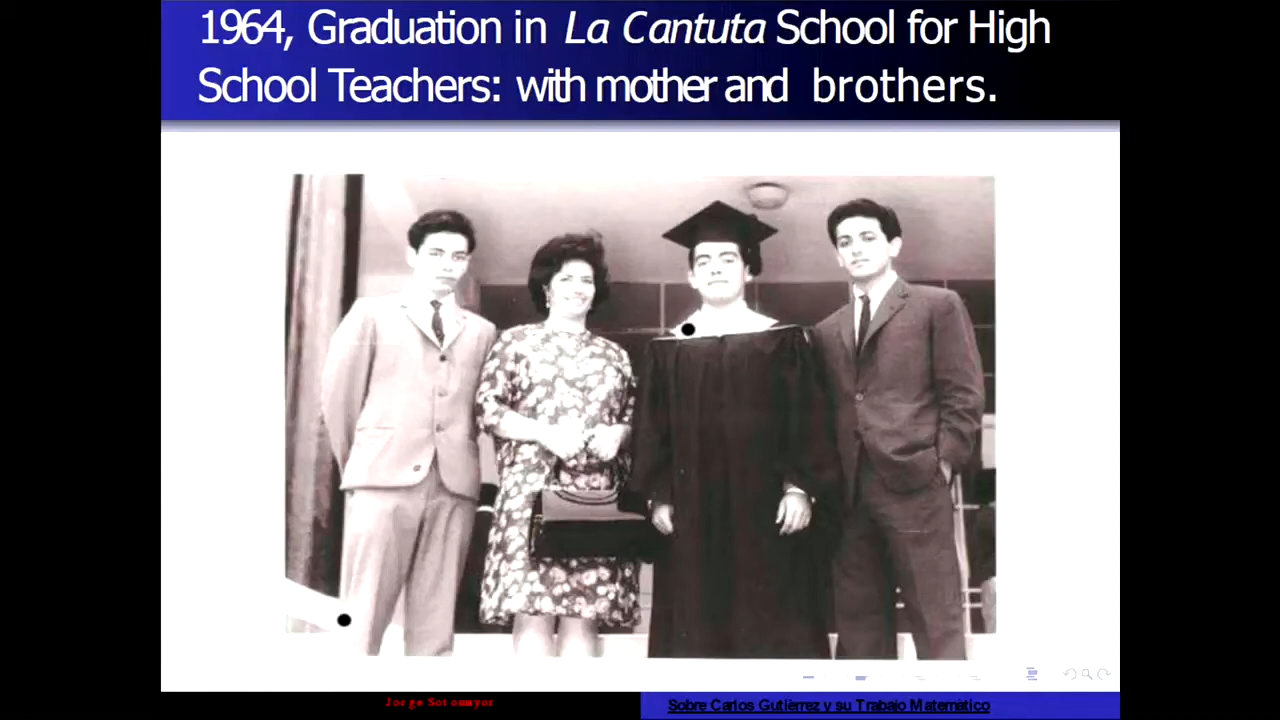 1964, Graduation in La Cantuta School for High
School Teachers: with mother and brothers.
Jorge Sotomayor
Sobre Carlos Gutiérrez y su Trabajo Matemático